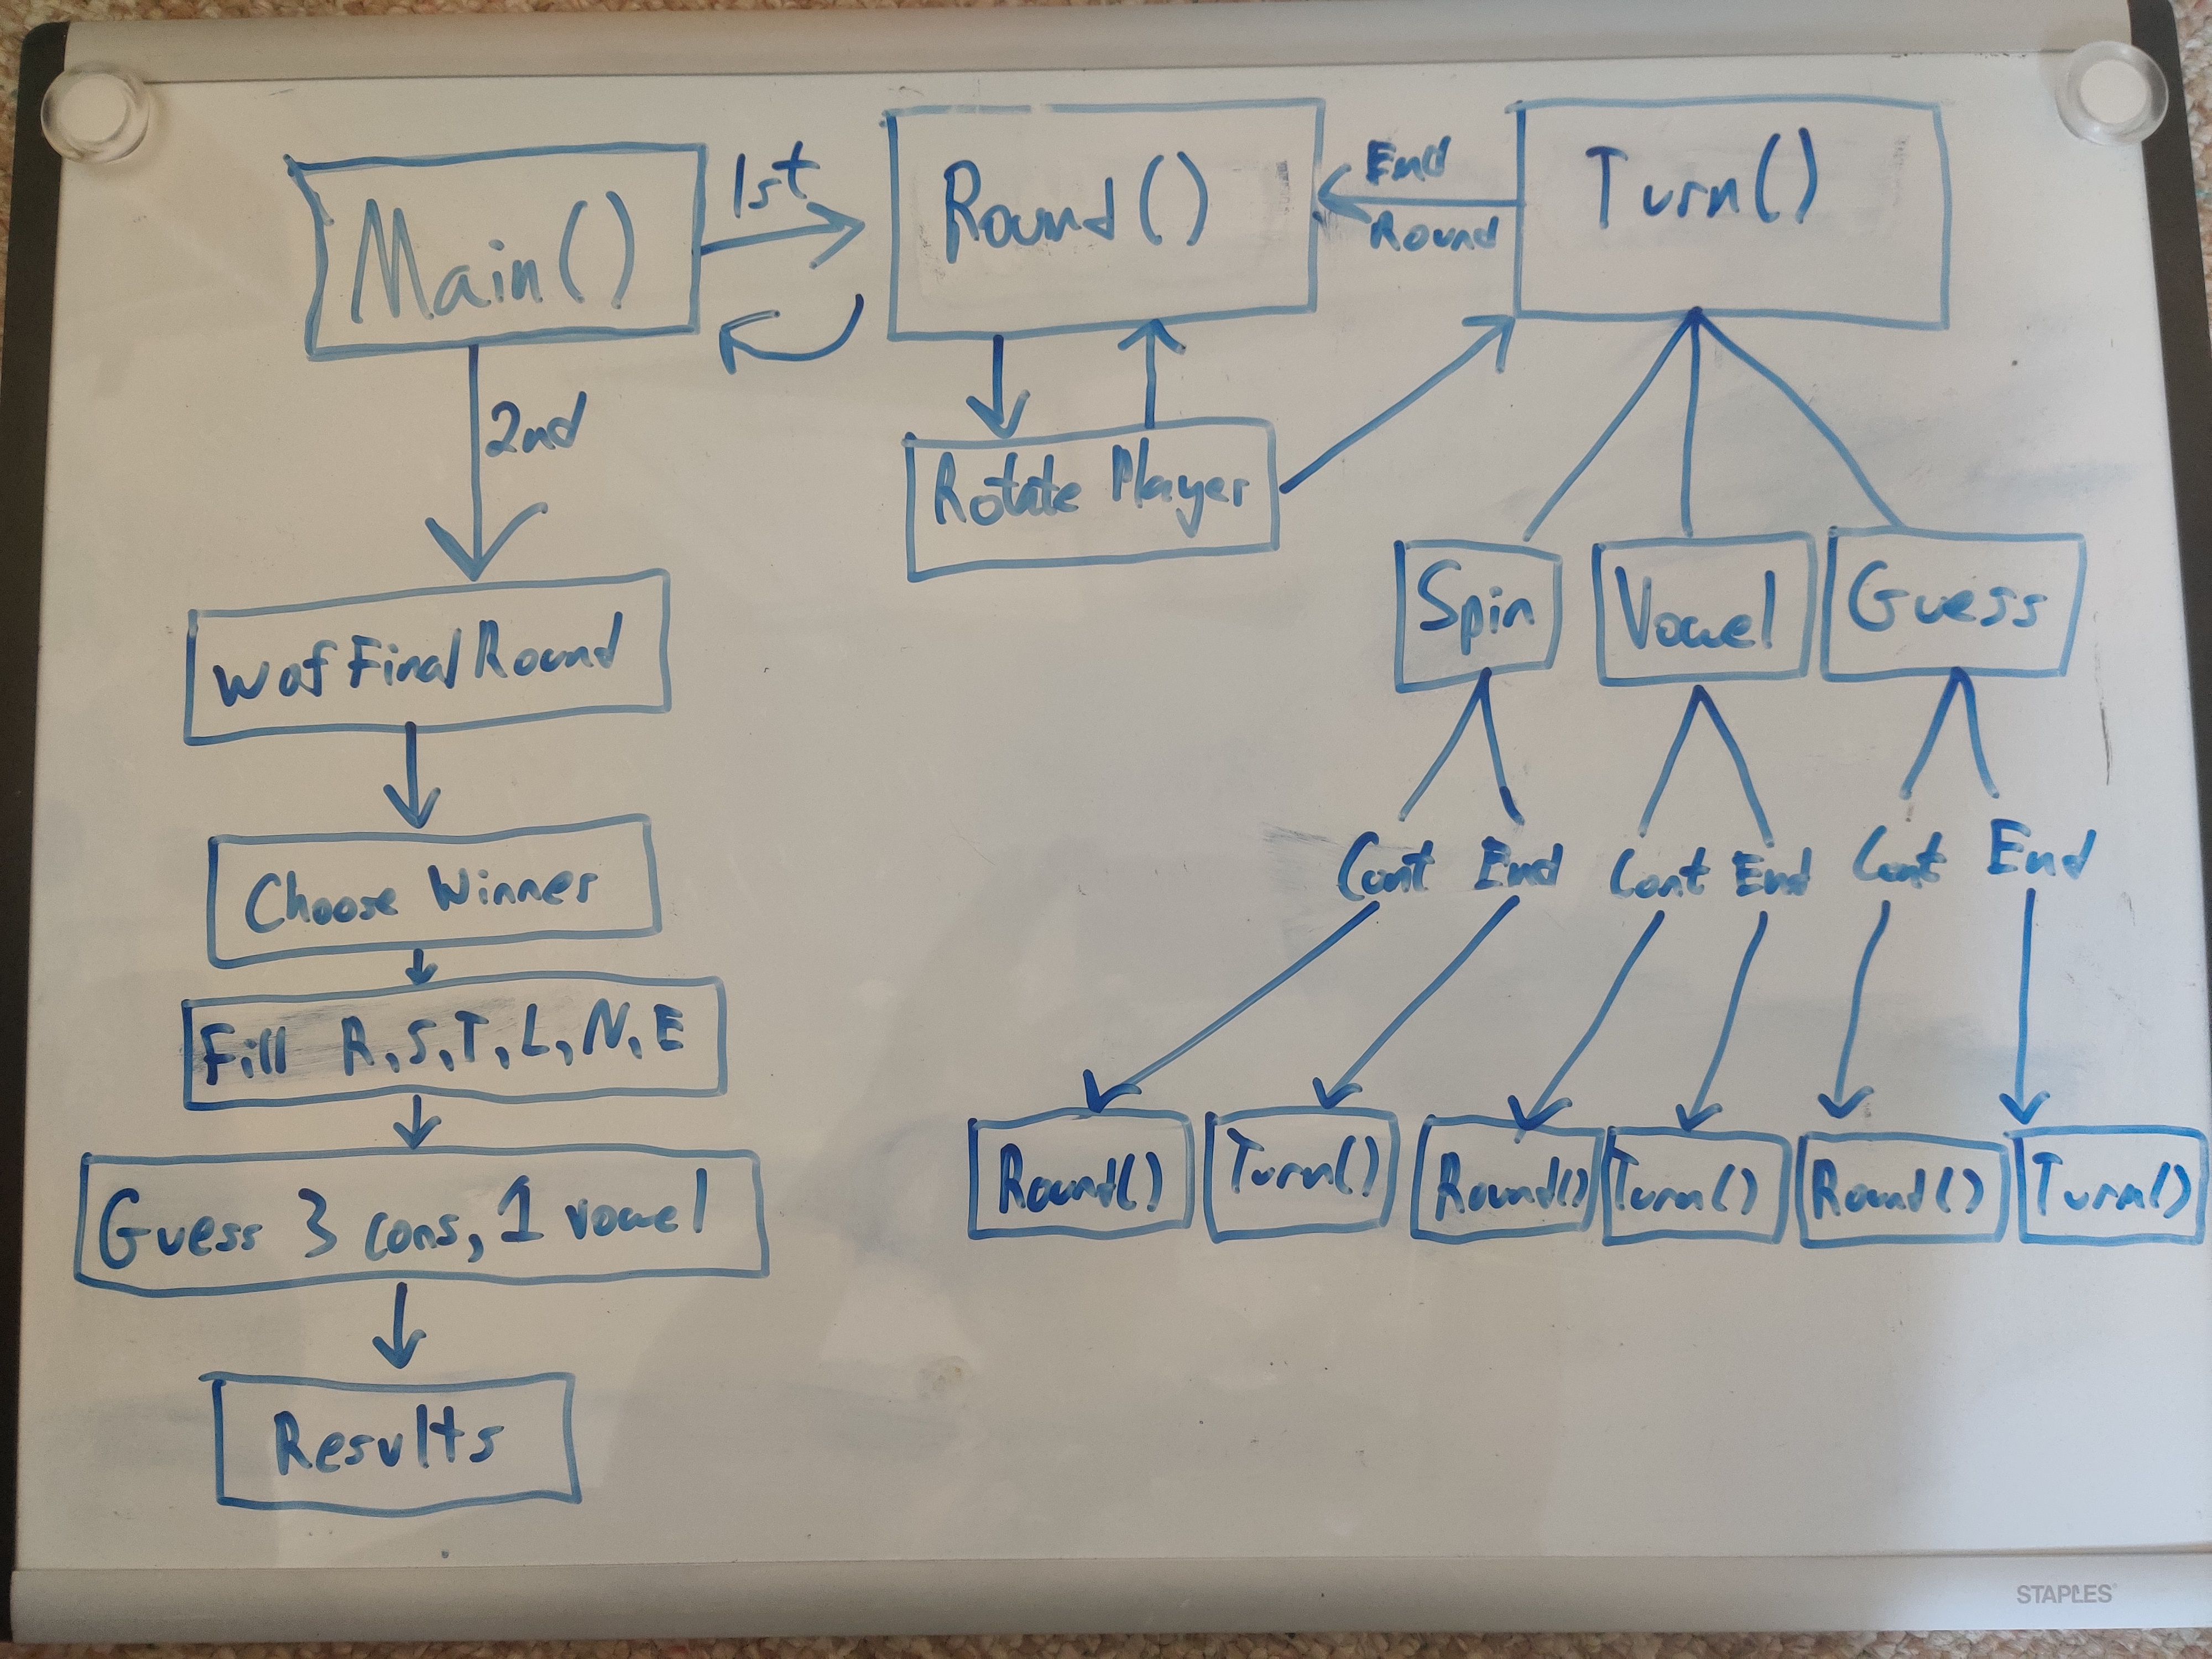 Main()
1st
Round()
End
Round
Turn()
2nd
Rotate Player
Wof Final Round
Spin
Vowel
Guess
Choose Winner
Cont End Cont End Cont End
Fill R,S,T,L,N,E
Guess 3 cons, 1 vowel
Round() Turn() Round() Turn() Round() Turn()
Results
STAPLES